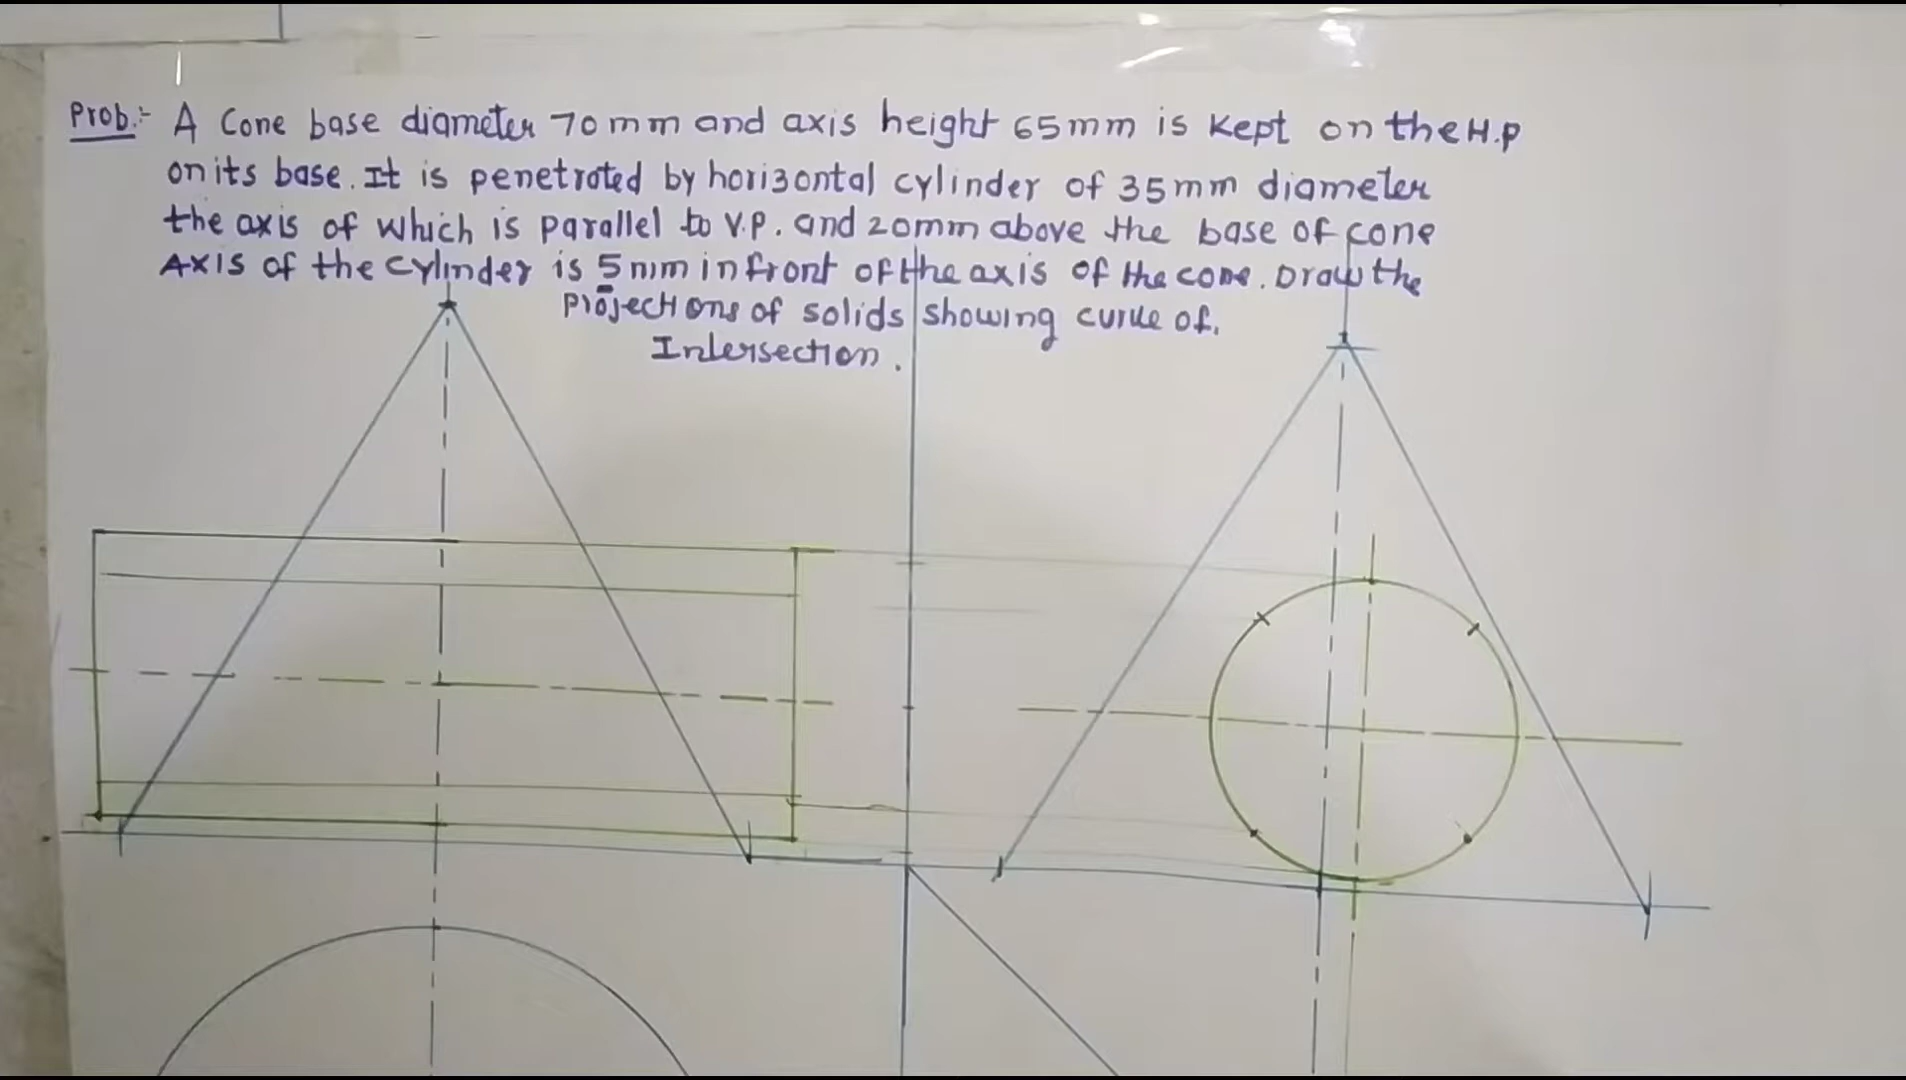 Prob:- A Cone base diameter 70mm and axis height 65mm is kept on the H.P
on its base. It is penetrated by horizontal cylinder of 35mm diameter
the axis of which is parallel to V.P. and 20mm above the base of cone
Axis of the cylinder is 5mm in front of the axis of the cone. Draw the
Projections of solids showing curve of.
Intersection.